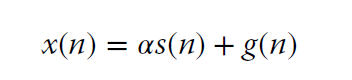 x(n) = αs(n) + g(n)